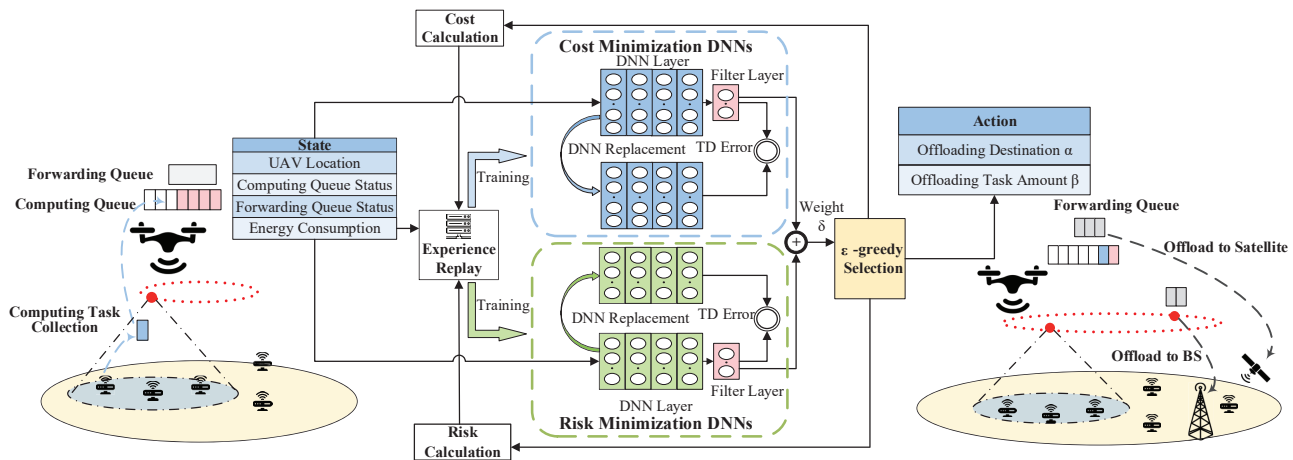 Cost
Calculation
Cost Minimization DNNs
DNN Layer
Filter Layer
DNN Replacement
TD Error
Training
State
UAV Location
Computing Queue Status
Forwarding Queue Status
Energy Consumption
Forwarding Queue
Computing Queue
Computing Task
Collection
Experience
Replay
Training
DNN Replacement
TD Error
DNN Layer
Filter Layer
Risk Minimization DNNs
Risk
Calculation
Weight
δ
+
ε -greedy
Selection
Action
Offloading Destination α
Offloading Task Amount β
Forwarding Queue
Offload to Satellite
Offload to BS